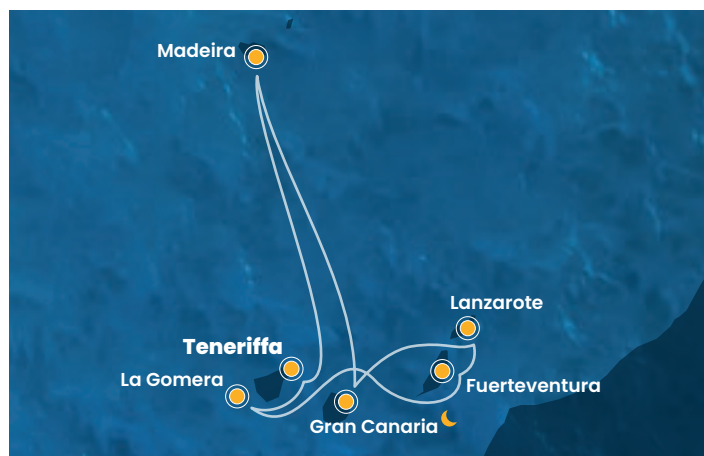 Madeira
Lanzarote
Teneriffa
La Gomera
Fuerteventura
Gran Canaria